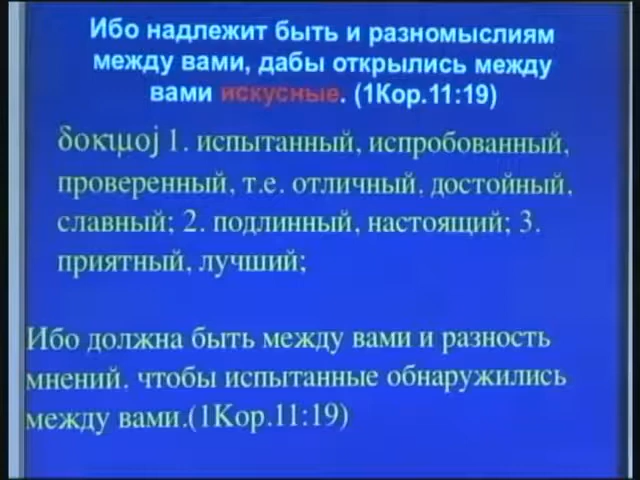 Ибо надлежит быть и разномыслиям
между вами, дабы открылись между
вами искусные. (1Кор.11:19)
δοκιμοj 1. испытанный, испробованный,
проверенный, т.е. отличный, достойный,
славный; 2. подлинный, настоящий; 3.
приятный, лучший;
Ибо должна быть между вами и разность
мнений. чтобы испытанные обнаружились
между вами.(1Кор.11:19)